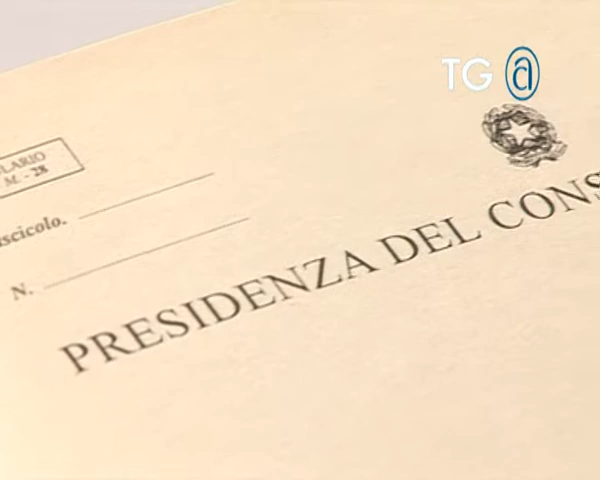 TG @
LARIO
M. - 28
scicolo.
N.
PRESIDENZA DEL CONS